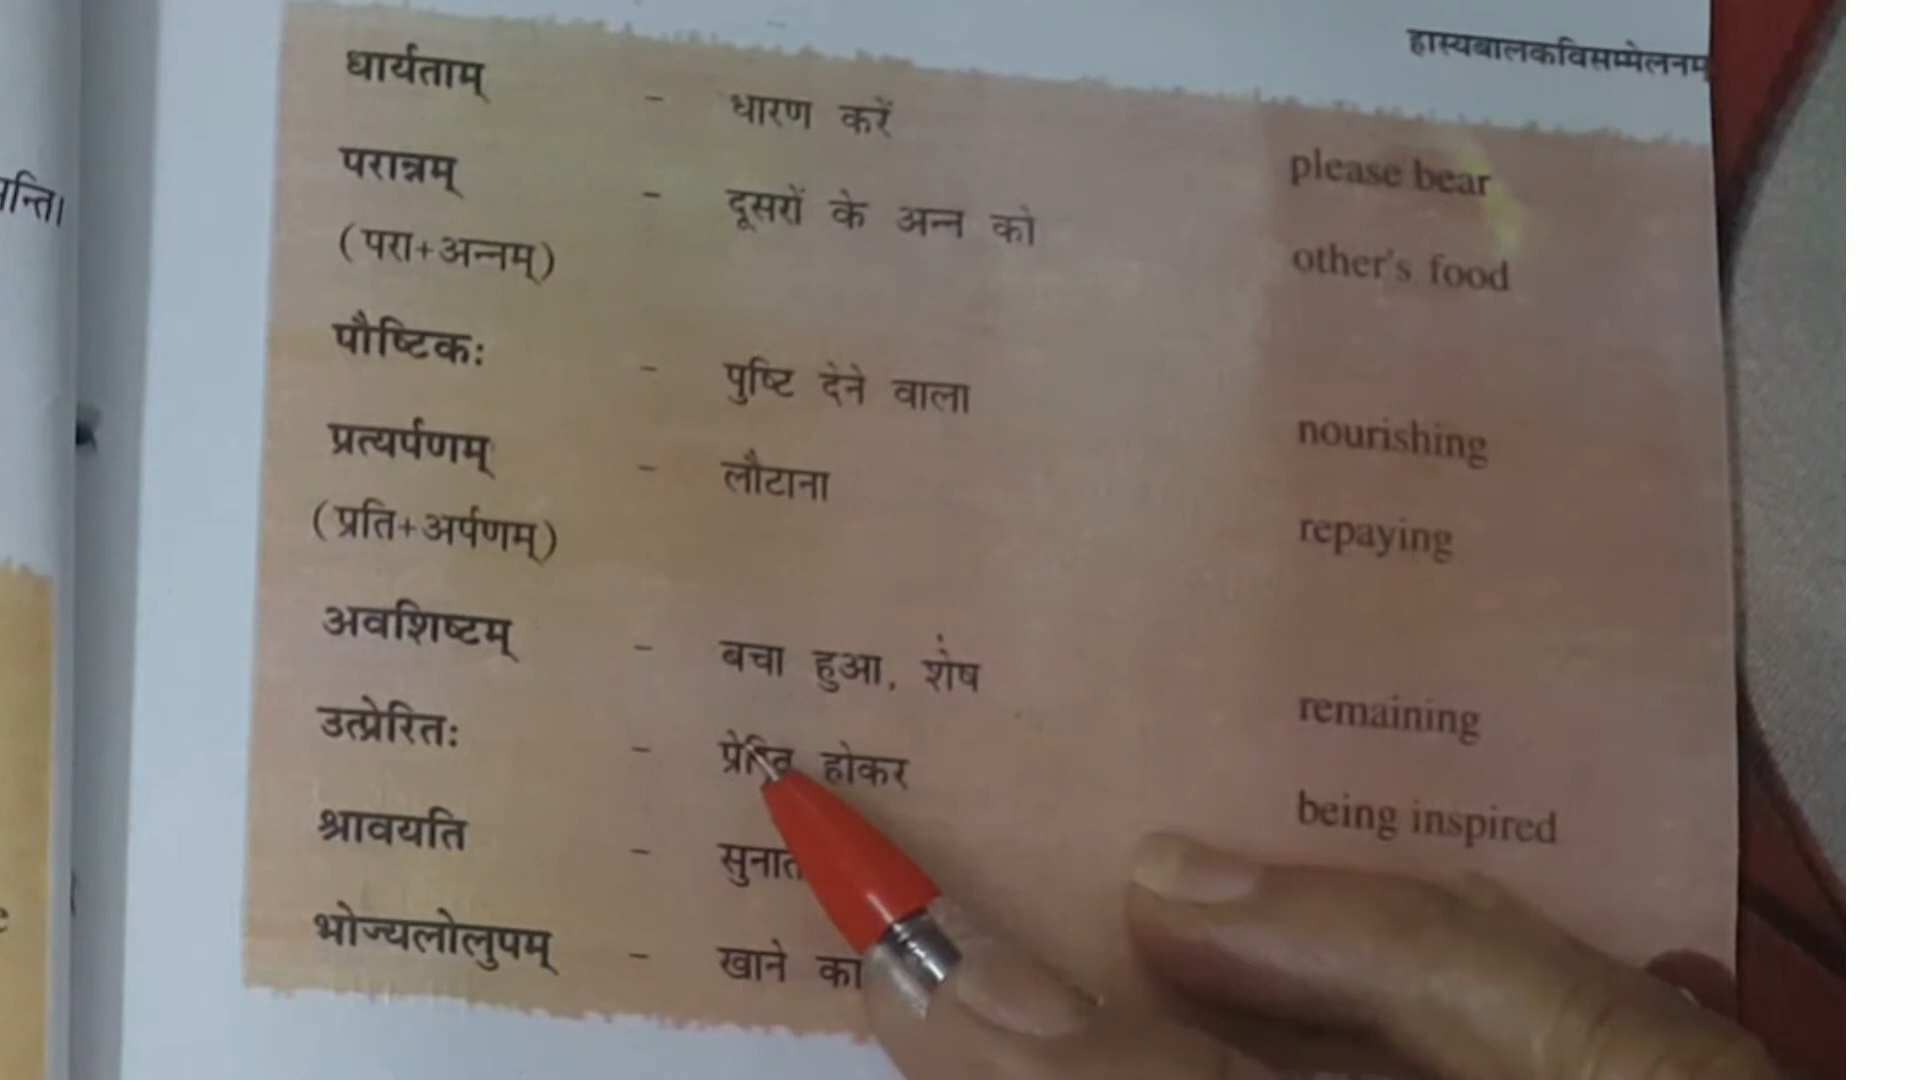 हास्यबालकविसम्मेलनम्
धार्यताम् - धारण करें please bear
परान्नम् - दूसरों के अन्न को other's food
(परा+अन्नम्)
पौष्टिकः - पुष्टि देने वाला nourishing
प्रत्यर्पणम् - लौटाना repaying
(प्रति+अर्पणम्)
अवशिष्टम् - बचा हुआ, शेष remaining
उत्प्रेरितः - प्रेरित होकर being inspired
श्रावयति -
भोज्यलोलुपम् - खाने का